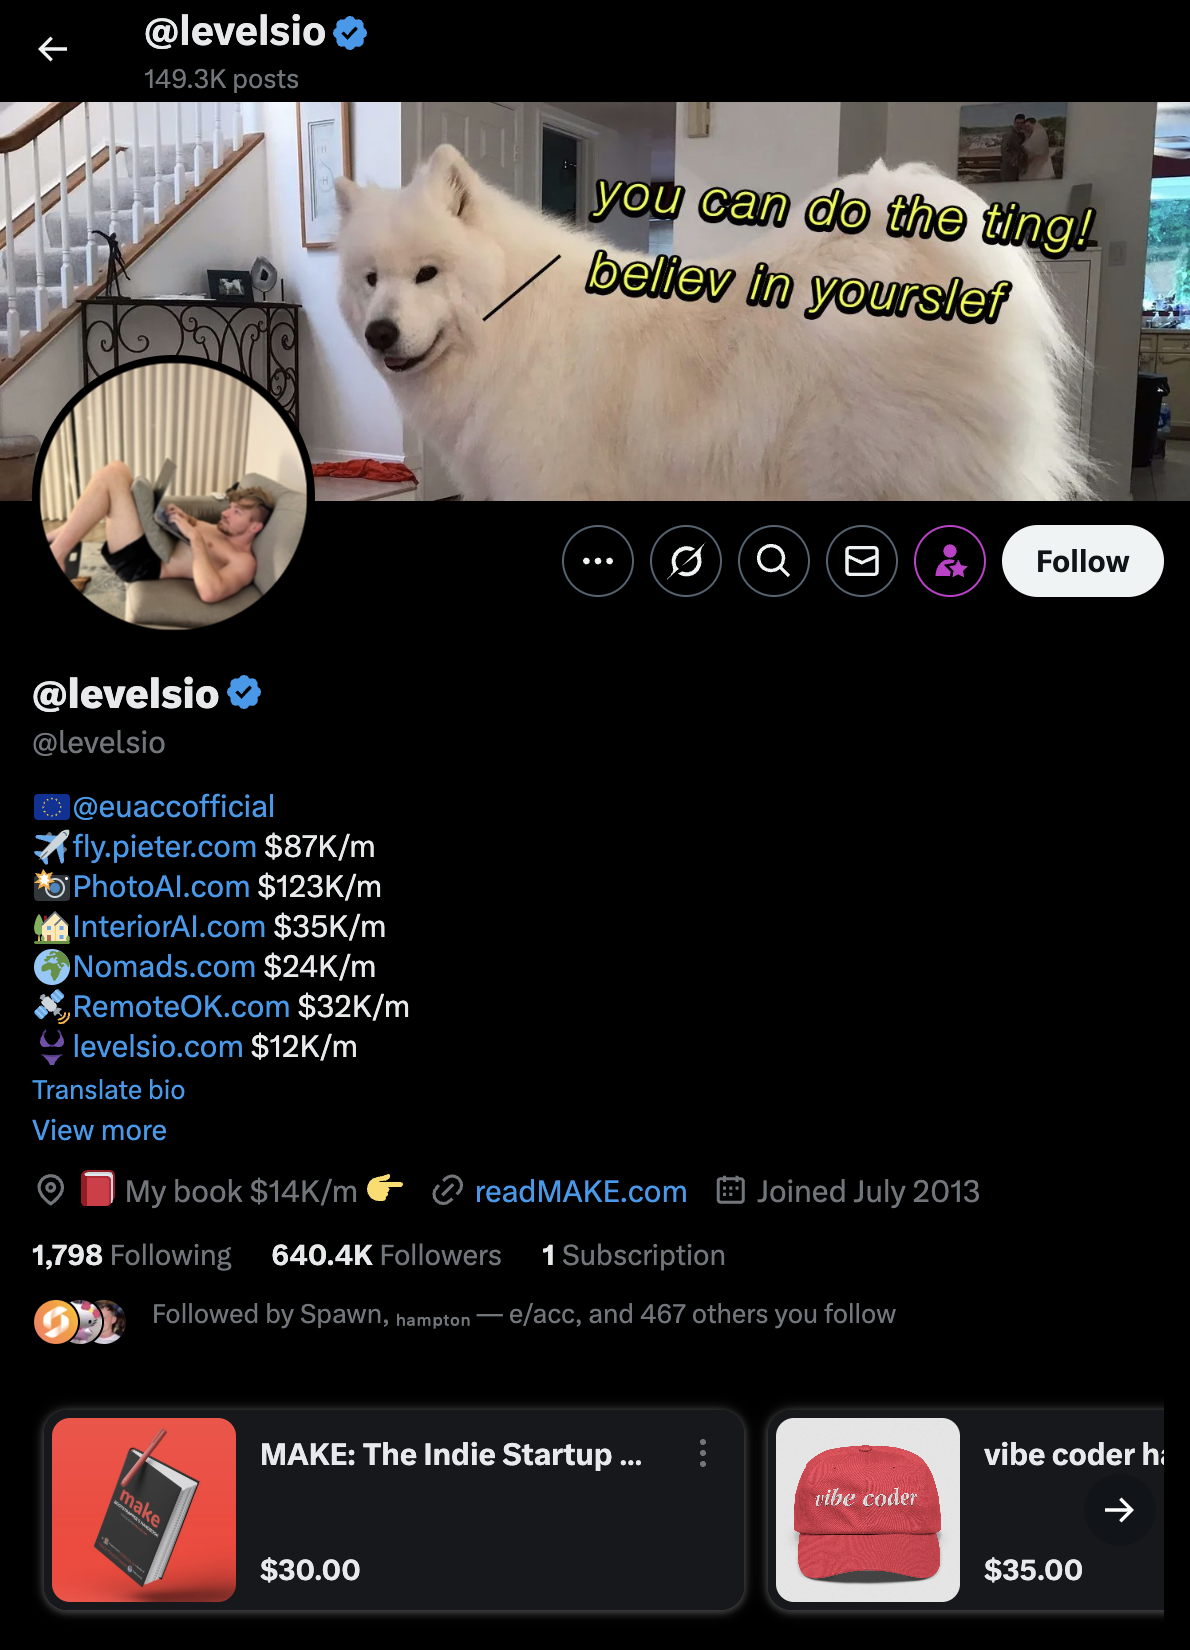 @levelsio
149.3K posts
you can do the ting!
believ in yourslef
Follow
@levelsio
@levelsio
@euaccofficial
fly.pieter.com $87K/m
PhotoAI.com $123K/m
InteriorAI.com $35K/m
Nomads.com $24K/m
RemoteOK.com $32K/m
levelsio.com $12K/m
Translate bio
View more
My book $14K/m readMAKE.com Joined July 2013
1,798 Following 640.4K Followers 1 Subscription
Followed by Spawn, hampton — e/acc, and 467 others you follow
make
MAKE: The Indie Startup ...
$30.00
vibe coder
vibe coder ha
$35.00